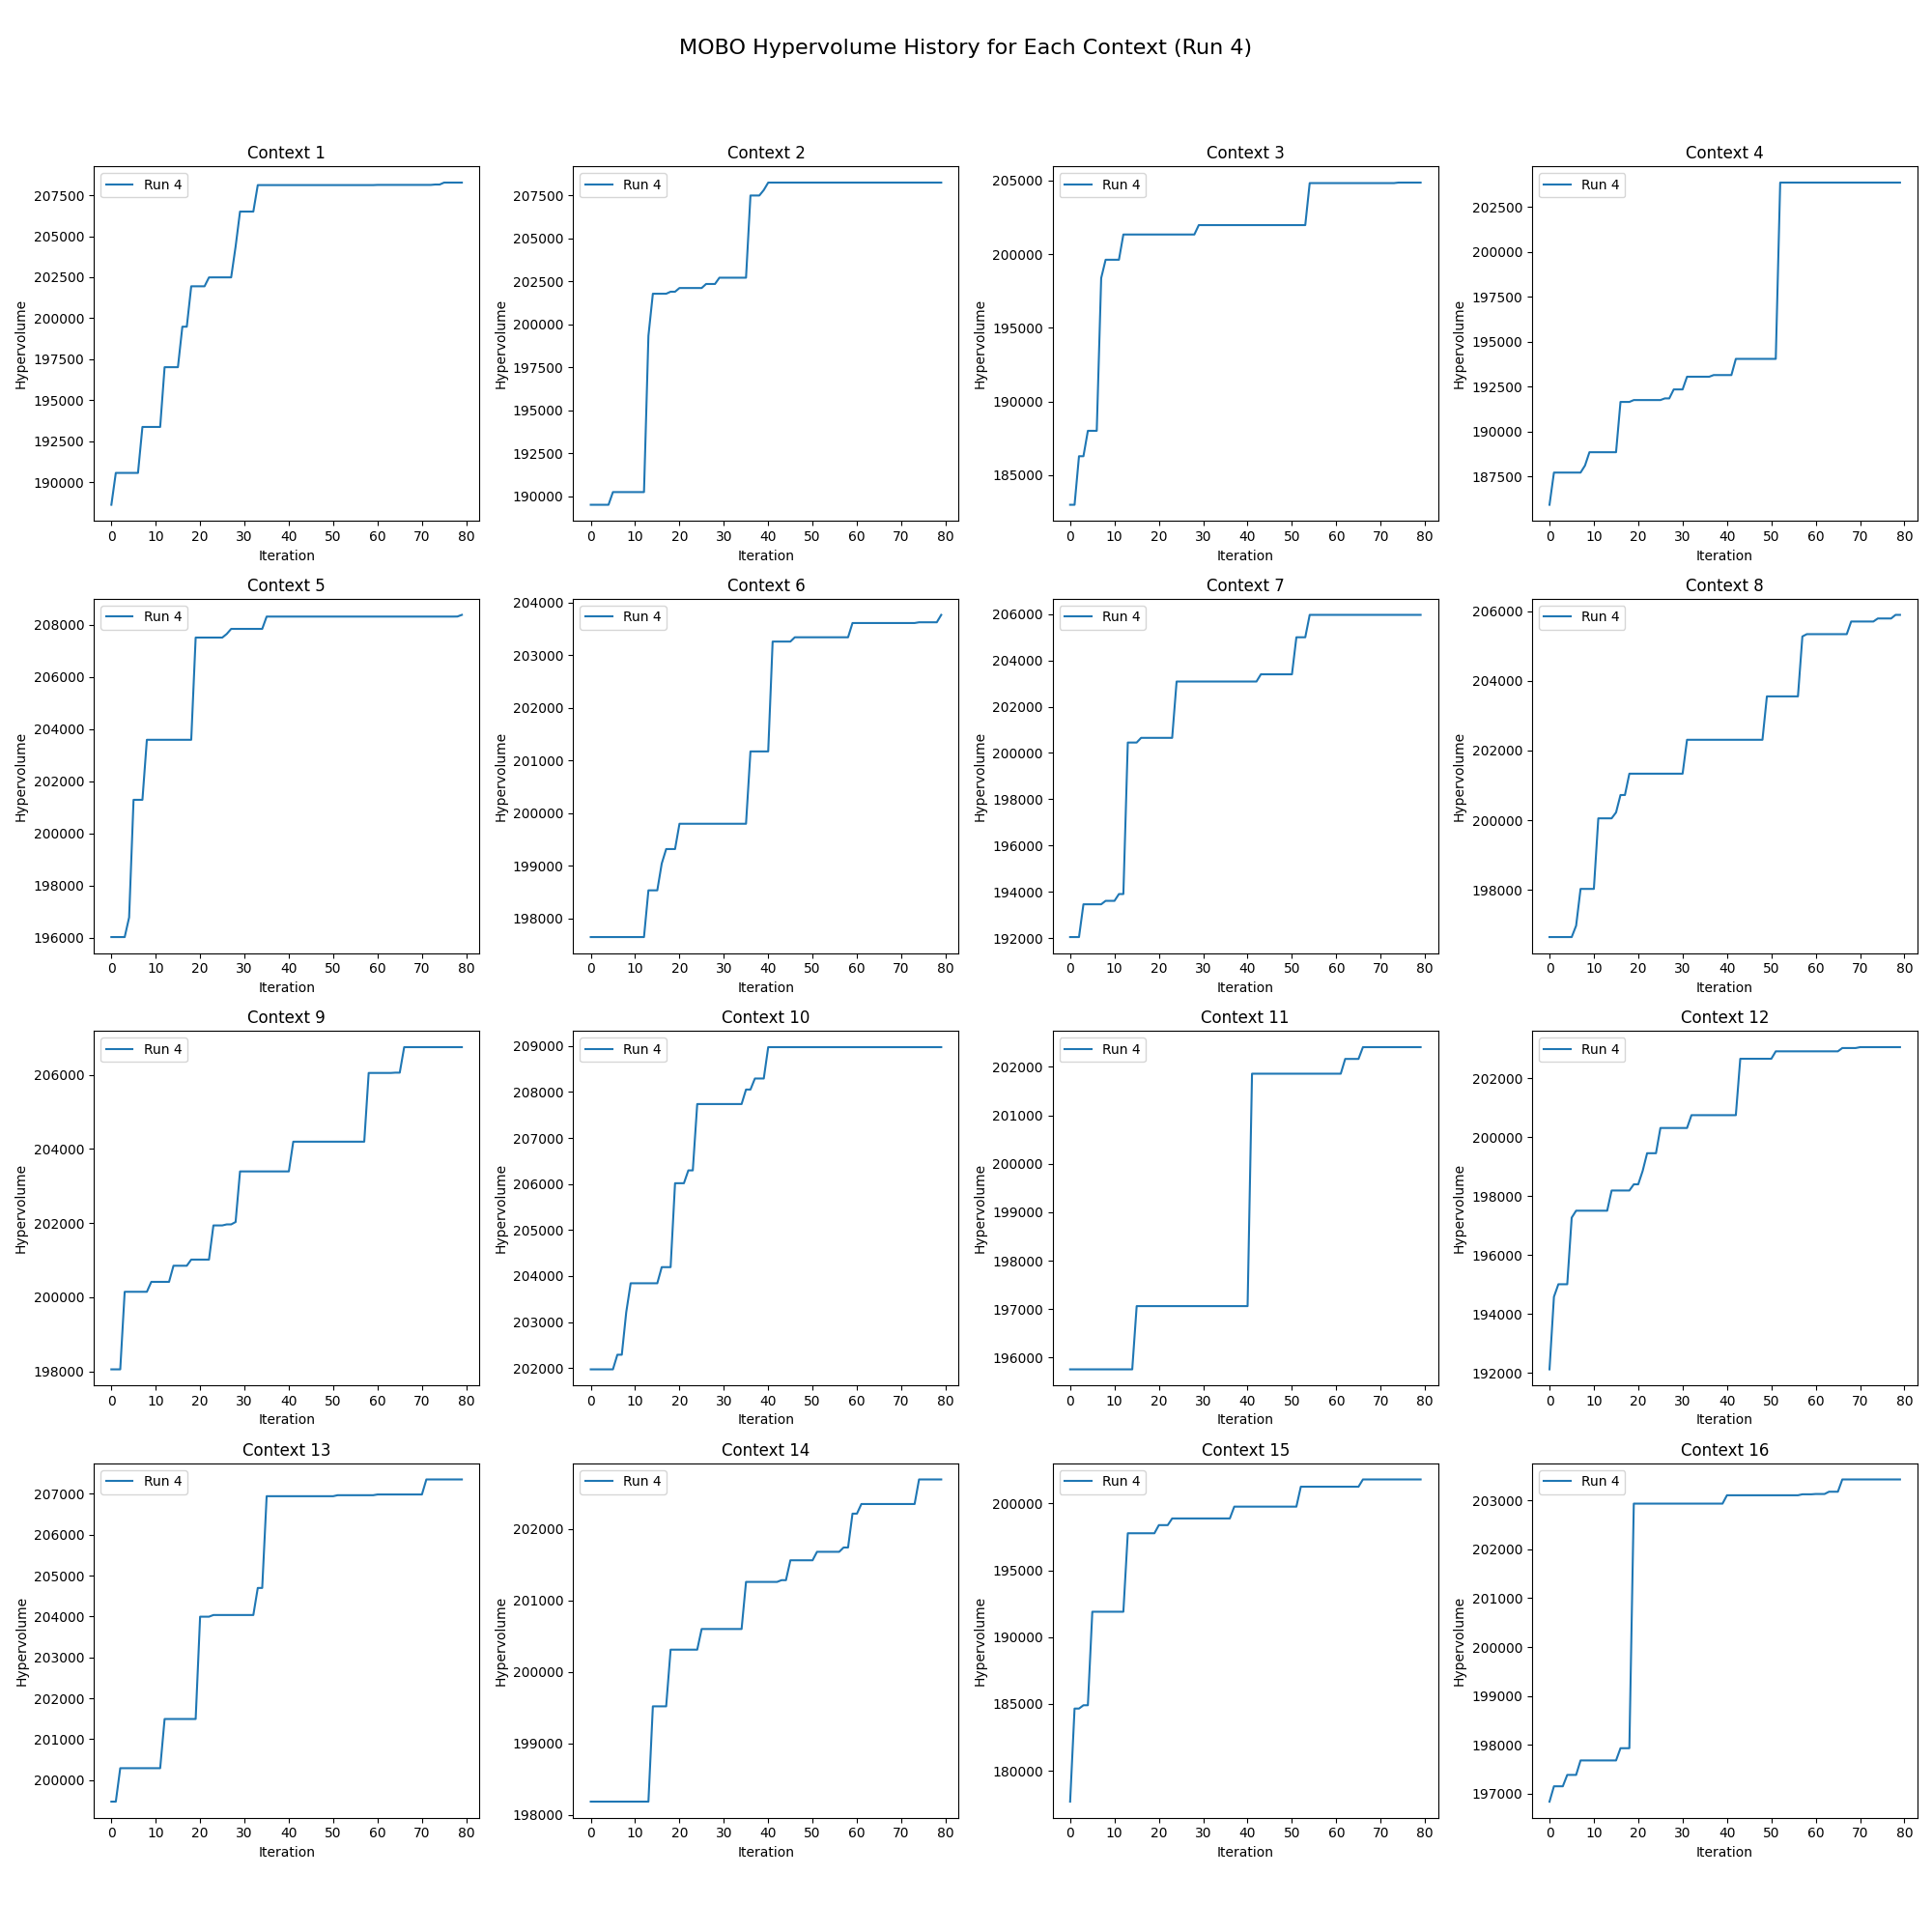 MOBO Hypervolume History for Each Context (Run 4)
Context 1
Run 4
Hypervolume
207500
205000
202500
200000
197500
195000
192500
190000
0 10 20 30 40 50 60 70 80
Iteration
Context 2
Run 4
Hypervolume
207500
205000
202500
200000
197500
195000
192500
190000
0 10 20 30 40 50 60 70 80
Iteration
Context 3
Run 4
Hypervolume
205000
200000
195000
190000
185000
0 10 20 30 40 50 60 70 80
Iteration
Context 4
Run 4
Hypervolume
202500
200000
197500
195000
192500
190000
187500
0 10 20 30 40 50 60 70 80
Iteration
Context 5
Run 4
Hypervolume
208000
206000
204000
202000
200000
198000
196000
0 10 20 30 40 50 60 70 80
Iteration
Context 6
Run 4
Hypervolume
204000
203000
202000
201000
200000
199000
198000
0 10 20 30 40 50 60 70 80
Iteration
Context 7
Run 4
Hypervolume
206000
204000
202000
200000
198000
196000
194000
192000
0 10 20 30 40 50 60 70 80
Iteration
Context 8
Run 4
Hypervolume
206000
204000
202000
200000
198000
0 10 20 30 40 50 60 70 80
Iteration
Context 9
Run 4
Hypervolume
206000
204000
202000
200000
198000
0 10 20 30 40 50 60 70 80
Iteration
Context 10
Run 4
Hypervolume
209000
208000
207000
206000
205000
204000
203000
202000
0 10 20 30 40 50 60 70 80
Iteration
Context 11
Run 4
Hypervolume
202000
201000
200000
199000
198000
197000
196000
0 10 20 30 40 50 60 70 80
Iteration
Context 12
Run 4
Hypervolume
202000
200000
198000
196000
194000
192000
0 10 20 30 40 50 60 70 80
Iteration
Context 13
Run 4
Hypervolume
207000
206000
205000
204000
203000
202000
201000
200000
0 10 20 30 40 50 60 70 80
Iteration
Context 14
Run 4
Hypervolume
202000
201000
200000
199000
198000
0 10 20 30 40 50 60 70 80
Iteration
Context 15
Run 4
Hypervolume
200000
195000
190000
185000
180000
0 10 20 30 40 50 60 70 80
Iteration
Context 16
Run 4
Hypervolume
203000
202000
201000
200000
199000
198000
197000
0 10 20 30 40 50 60 70 80
Iteration